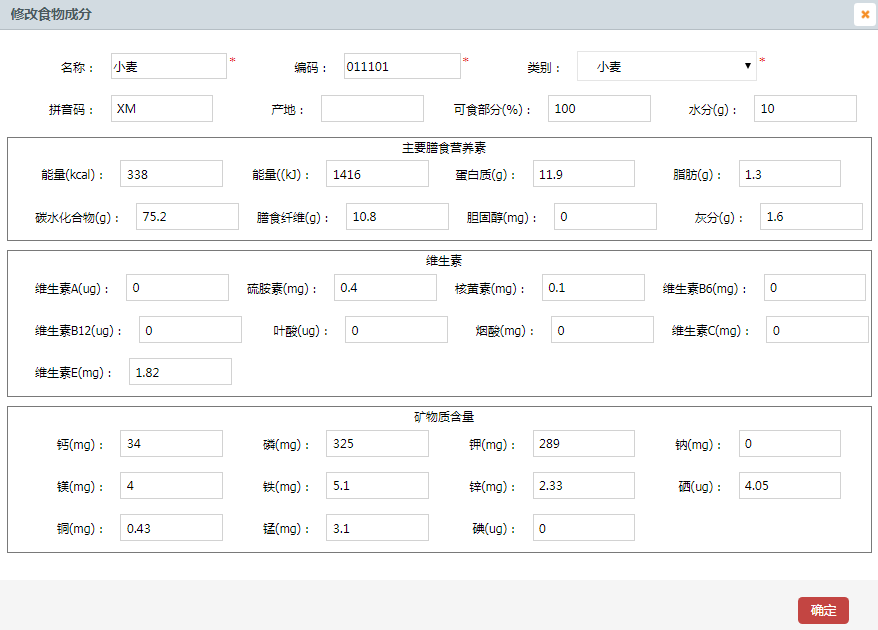 修改食物成分
名称： 小麦 * 编码： 011101 * 类别： 小麦 *
拼音码： XM 产地： 可食部分(%)： 100 水分(g)： 10
主要膳食营养素
能量(kcal)： 338 能量((kJ)： 1416 蛋白质(g)： 11.9 脂肪(g)： 1.3
碳水化合物(g)： 75.2 膳食纤维(g)： 10.8 胆固醇(mg)： 0 灰分(g)： 1.6
维生素
维生素A(ug)： 0 硫胺素(mg)： 0.4 核黄素(mg)： 0.1 维生素B6(mg)： 0
维生素B12(ug)： 0 叶酸(ug)： 0 烟酸(mg)： 0 维生素C(mg)： 0
维生素E(mg)： 1.82
矿物质含量
钙(mg)： 34 磷(mg)： 325 钾(mg)： 289 钠(mg)： 0
镁(mg)： 4 铁(mg)： 5.1 锌(mg)： 2.33 硒(ug)： 4.05
铜(mg)： 0.43 锰(mg)： 3.1 碘(ug)： 0
确定